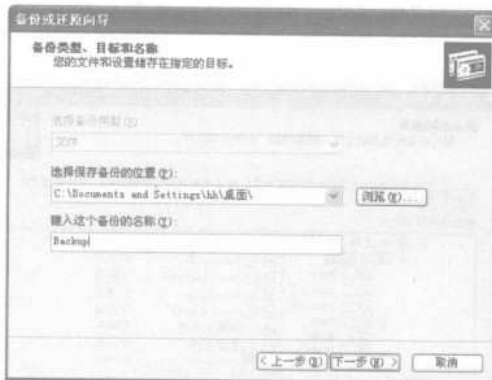 备份或还原向导
备份类型、目标和名称
您的文件和设置储存在指定的目标。
选择备份类型(S):
文件
选择保存备份的位置(P):
C:\Documents and Settings\hh\桌面\
浏览(W)...
键入这个备份的名称(T):
Backup
< 上一步(B)
下一步(N) >
取消